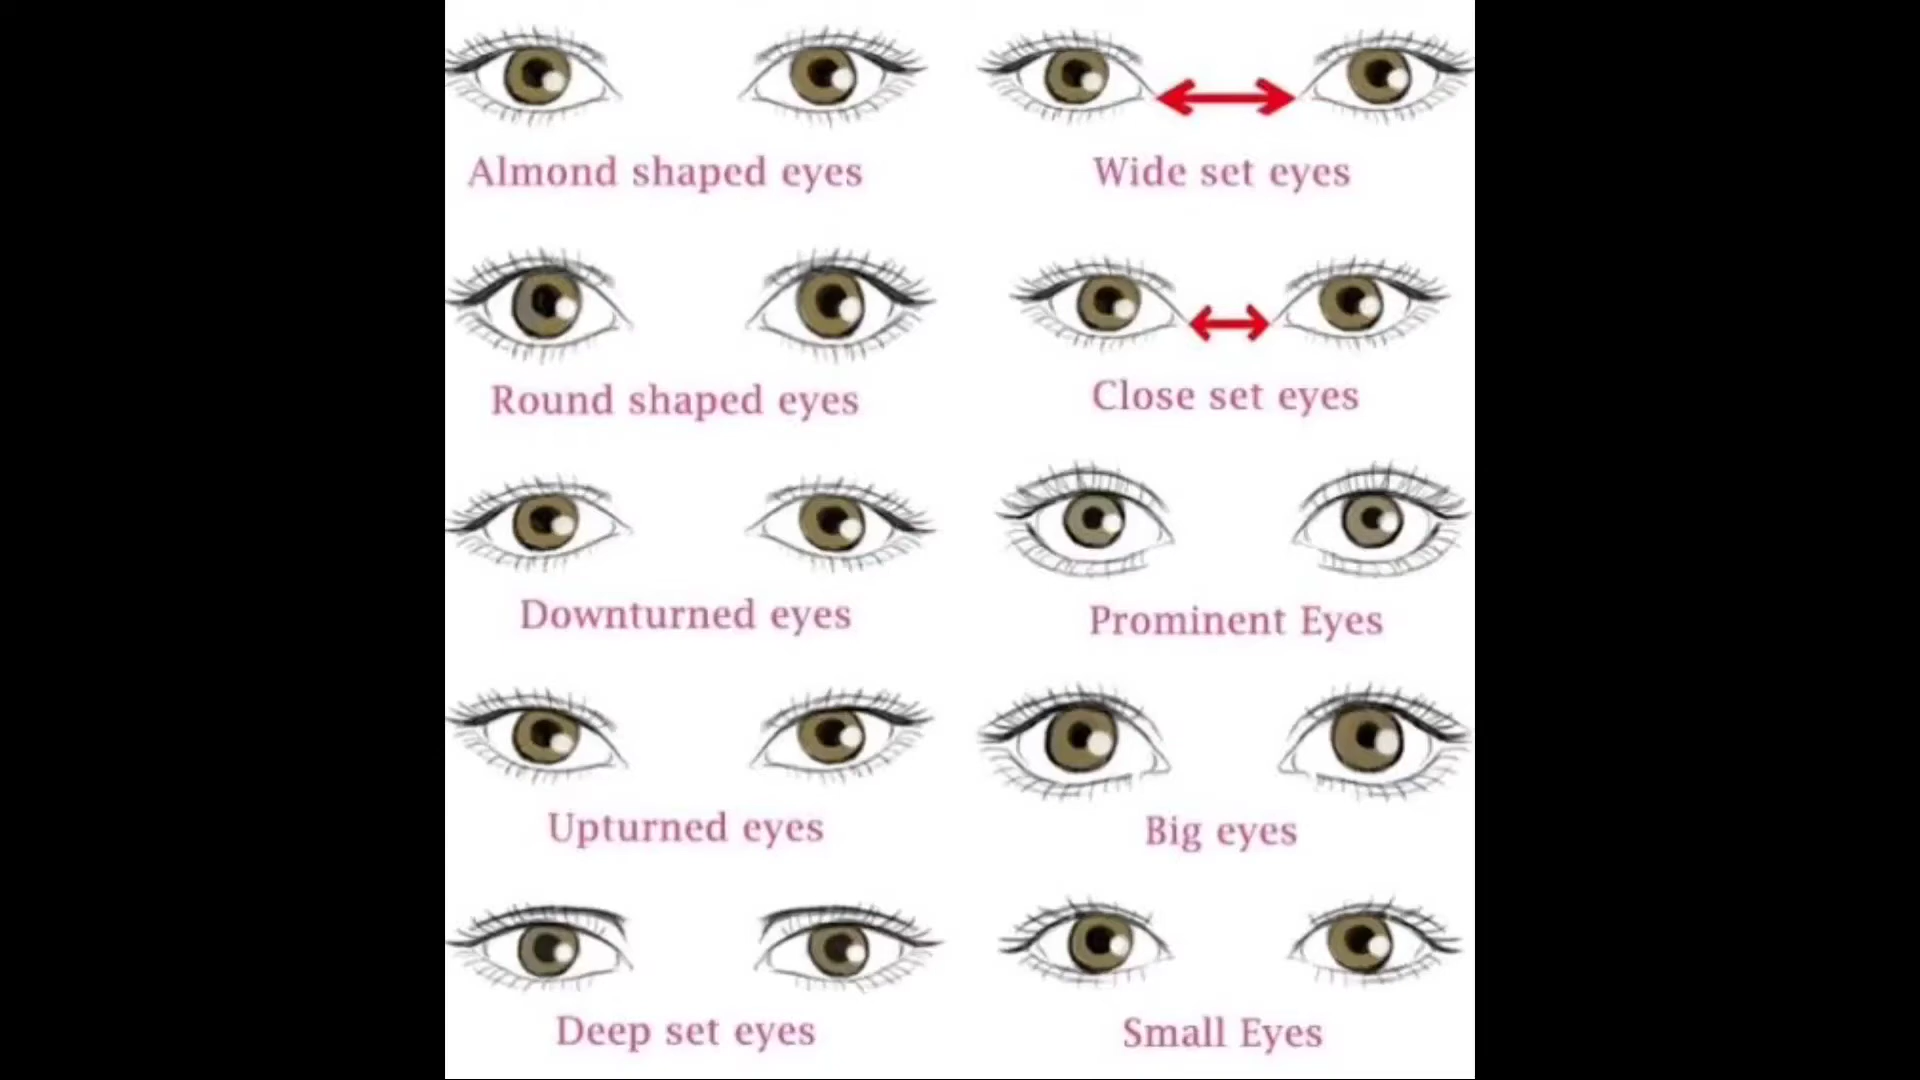 Almond shaped eyes
Wide set eyes
Round shaped eyes
Close set eyes
Downturned eyes
Prominent Eyes
Upturned eyes
Big eyes
Deep set eyes
Small Eyes